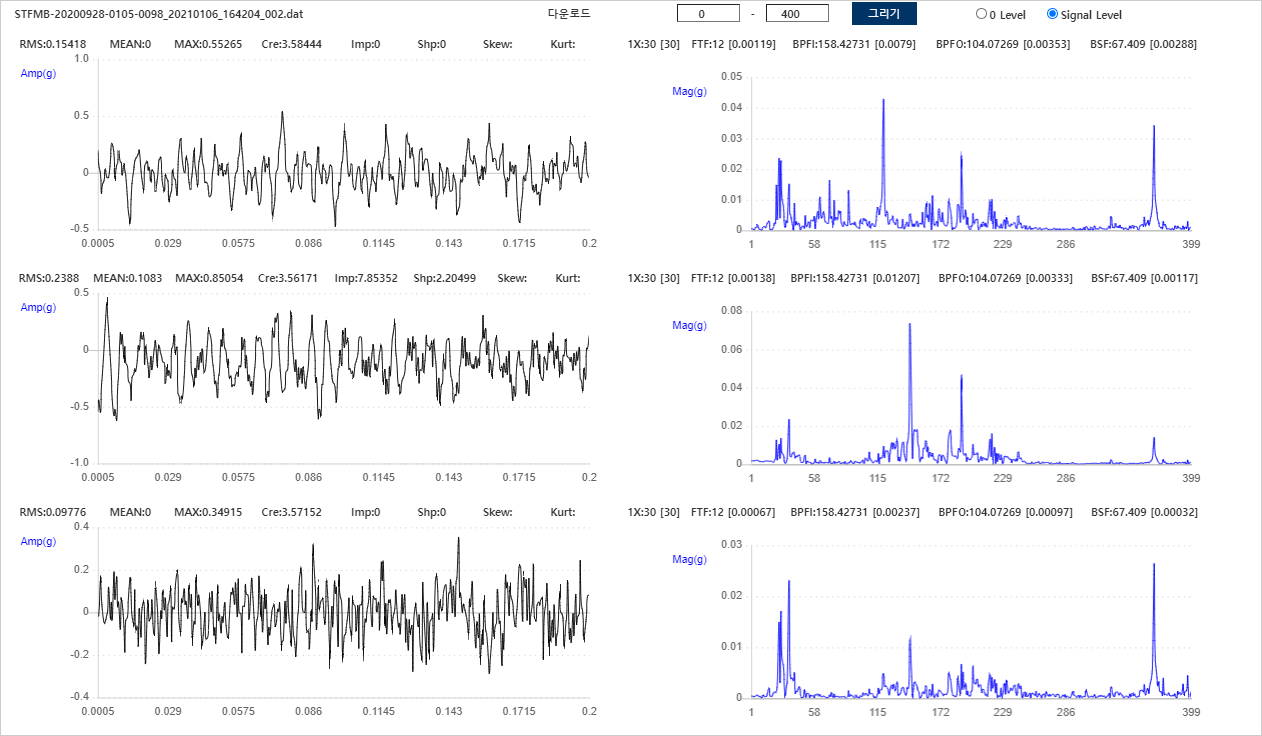 STFMB-20200928-0105-0098_20210106_164204_002.dat 다운로드 0 - 400 그리기 0 Level Signal Level
RMS:0.15418 MEAN:0 MAX:0.55265 Cre:3.58444 Imp:0 Shp:0 Skew: Kurt:
1.0
Amp(g)
0.5
0
-0.5
0.0005 0.029 0.0575 0.086 0.1145 0.143 0.1715 0.2
1X:30 [30] FTF:12 [0.00119] BPFI:158.42731 [0.0079] BPFO:104.07269 [0.00353] BSF:67.409 [0.00288]
0.05
Mag(g)
0.04
0.03
0.02
0.01
0
1 58 115 172 229 286 399
RMS:0.2388 MEAN:0.1083 MAX:0.85054 Cre:3.56171 Imp:7.85352 Shp:2.20499 Skew: Kurt:
0.5
Amp(g)
0
-0.5
-1.0
0.0005 0.029 0.0575 0.086 0.1145 0.143 0.1715 0.2
1X:30 [30] FTF:12 [0.00138] BPFI:158.42731 [0.01207] BPFO:104.07269 [0.00333] BSF:67.409 [0.00117]
0.08
Mag(g)
0.06
0.04
0.02
0
1 58 115 172 229 286 399
RMS:0.09776 MEAN:0 MAX:0.34915 Cre:3.57152 Imp:0 Shp:0 Skew: Kurt:
0.4
Amp(g)
0.2
0
-0.2
-0.4
0.0005 0.029 0.0575 0.086 0.1145 0.143 0.1715 0.2
1X:30 [30] FTF:12 [0.00067] BPFI:158.42731 [0.00237] BPFO:104.07269 [0.00097] BSF:67.409 [0.00032]
0.03
Mag(g)
0.02
0.01
0
1 58 115 172 229 286 399